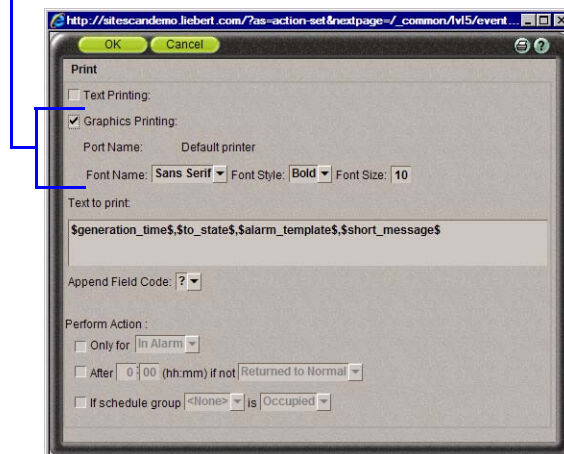 http://sitescandemo.liebert.com/?as=action-set&nextpage=/_common/lvl5/event...
OK Cancel ?
Print
Text Printing:
Graphics Printing:
Port Name: Default printer
Font Name: Sans Serif Font Style: Bold Font Size: 10
Text to print:
$generation_time$,$to_state$,$alarm_template$,$short_message$
Append Field Code: ?
Perform Action :
Only for In Alarm
After 0:00 (hh:mm) if not Returned to Normal
If schedule group <None> is Occupied